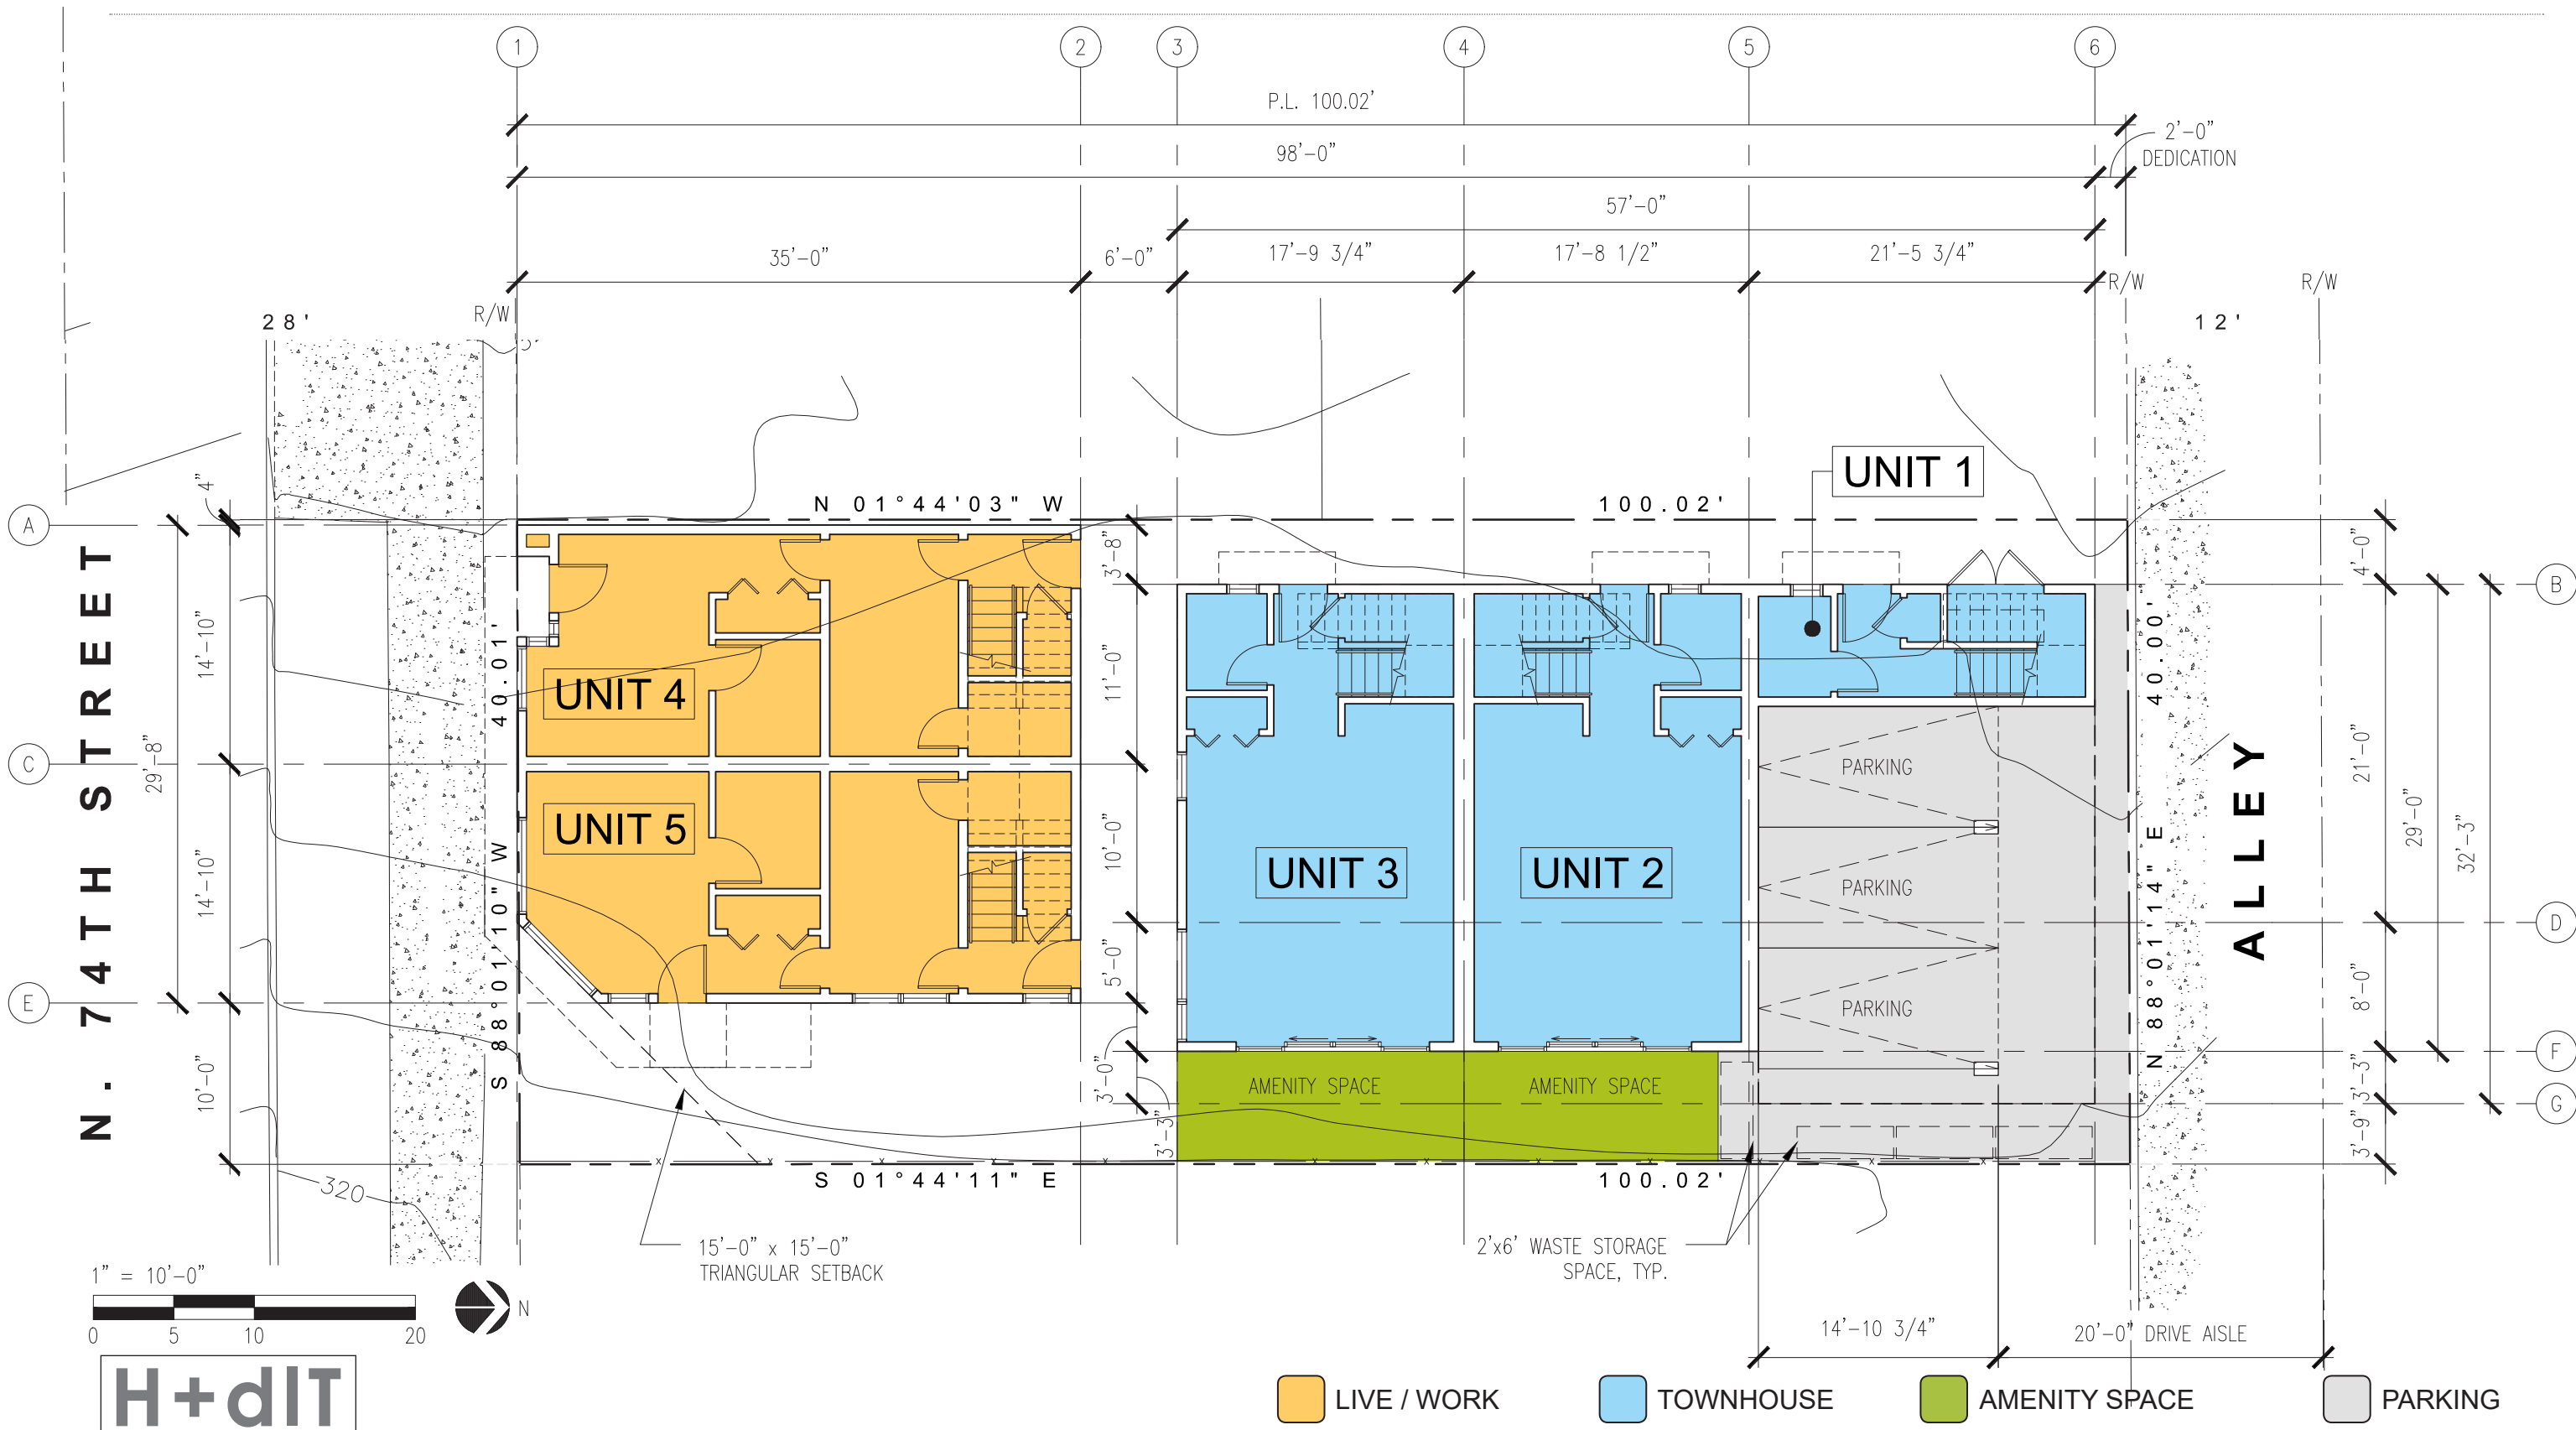 1 2 3 4 5 6
P.L. 100.02'
98'-0"
2'-0"
DEDICATION
57'-0"
35'-0" 6'-0" 17'-9 3/4" 17'-8 1/2" 21'-5 3/4"
R/W R/W R/W
28' 12'
UNIT 1
4"
N 01°44'03" W 100.02'
A
B
C
D
E
F
G
N. 74TH STREET
29'-8"
14'-10"
14'-10"
10'-0"
40.01'
S 88°01'10" W
UNIT 4
UNIT 5
3'-8"
11'-0"
10'-0"
5'-0"
3'-0"
3'-3"
UNIT 3
UNIT 2
PARKING
PARKING
PARKING
AMENITY SPACE
AMENITY SPACE
40.00'
N 88°01'14" E
ALLEY
4'-0"
21'-0"
8'-0"
3'-3"
3'-9"
29'-0"
32'-3"
S 01°44'11" E 100.02'
320
15'-0" x 15'-0"
TRIANGULAR SETBACK
2'x6' WASTE STORAGE
SPACE, TYP.
1" = 10'-0"
0 5 10 20
N
14'-10 3/4"
20'-0" DRIVE AISLE
H+dIT
LIVE / WORK
TOWNHOUSE
AMENITY SPACE
PARKING